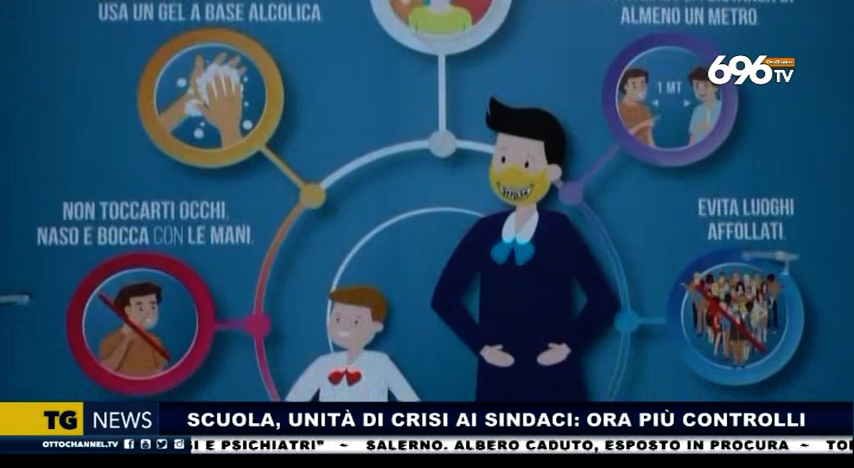 USA UN GEL A BASE ALCOLICA.
ALMENO UN METRO.
696 TV
OttoChannel
1 MT
NON TOCCARTI OCCHI,
NASO E BOCCA CON LE MANI.
EVITA LUOGHI
AFFOLLATI.
TG NEWS
SCUOLA, UNITÀ DI CRISI AI SINDACI: ORA PIÙ CONTROLLI
OTTOCHANNEL.TV
I E PSICHIATRI" ~ SALERNO. ALBERO CADUTO, ESPOSTO IN PROCURA ~